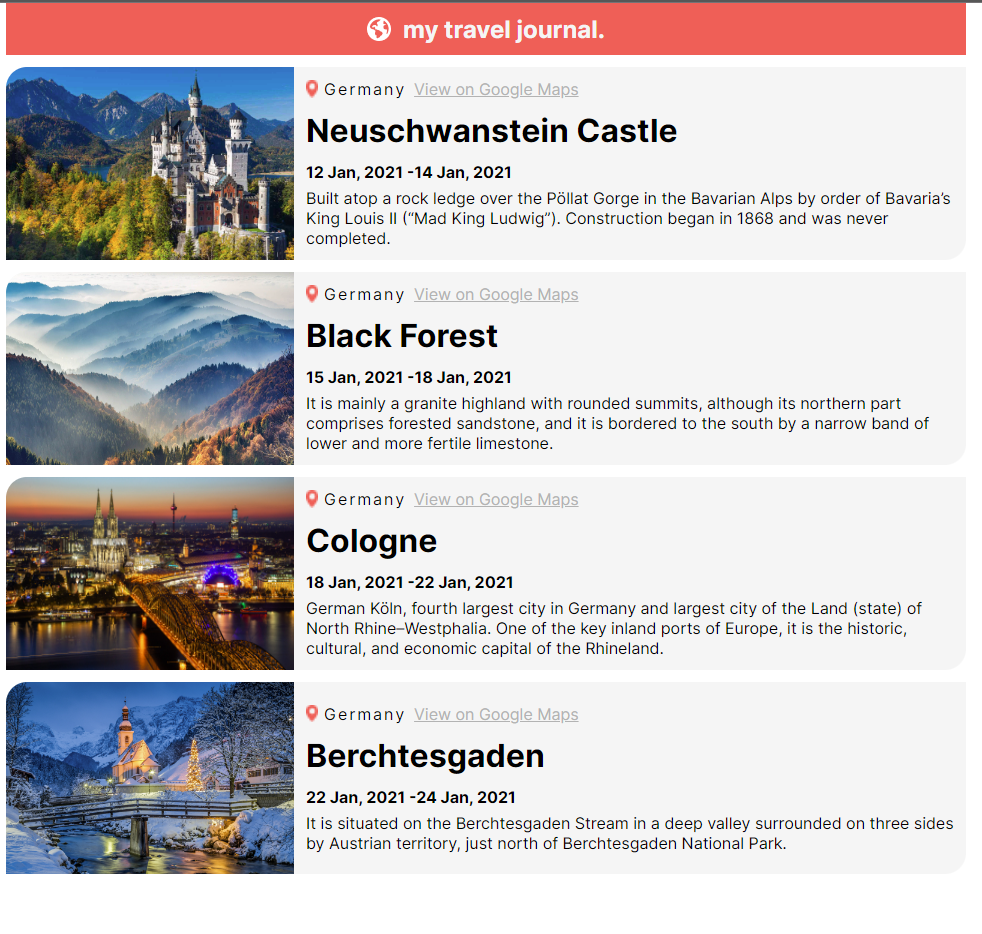 my travel journal.
Germany View on Google Maps
Neuschwanstein Castle
12 Jan, 2021 -14 Jan, 2021
Built atop a rock ledge over the Pöllat Gorge in the Bavarian Alps by order of Bavaria’s
King Louis II (“Mad King Ludwig”). Construction began in 1868 and was never
completed.
Germany View on Google Maps
Black Forest
15 Jan, 2021 -18 Jan, 2021
It is mainly a granite highland with rounded summits, although its northern part
comprises forested sandstone, and it is bordered to the south by a narrow band of
lower and more fertile limestone.
Germany View on Google Maps
Cologne
18 Jan, 2021 -22 Jan, 2021
German Köln, fourth largest city in Germany and largest city of the Land (state) of
North Rhine–Westphalia. One of the key inland ports of Europe, it is the historic,
cultural, and economic capital of the Rhineland.
Germany View on Google Maps
Berchtesgaden
22 Jan, 2021 -24 Jan, 2021
It is situated on the Berchtesgaden Stream in a deep valley surrounded on three sides
by Austrian territory, just north of Berchtesgaden National Park.